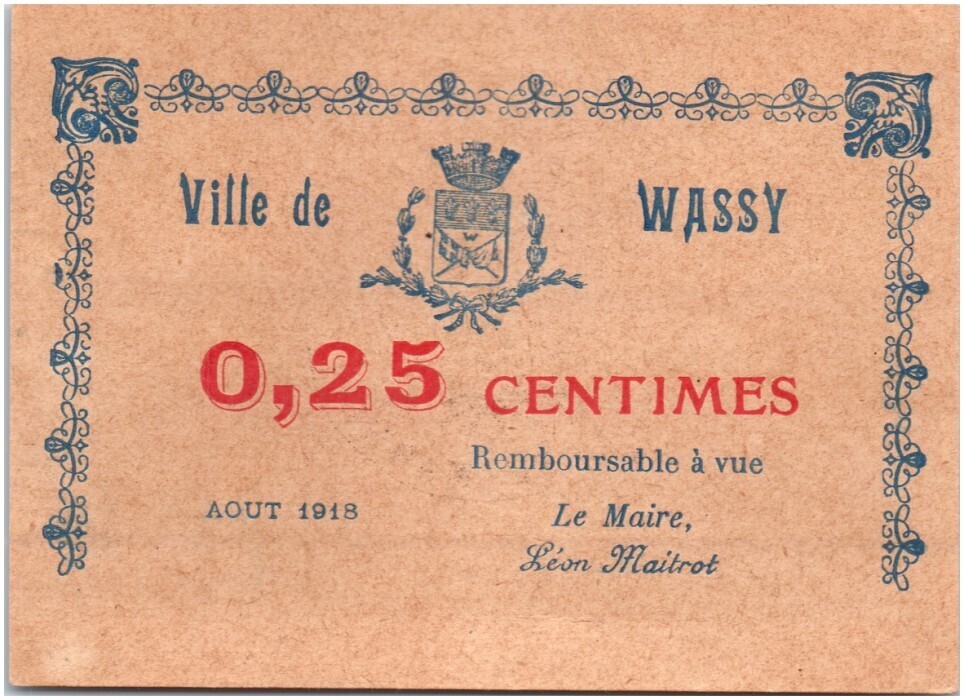 Ville de WASSY
0,25 CENTIMES
Remboursable à vue
AOUT 1918
Le Maire,
Léon Maitrot